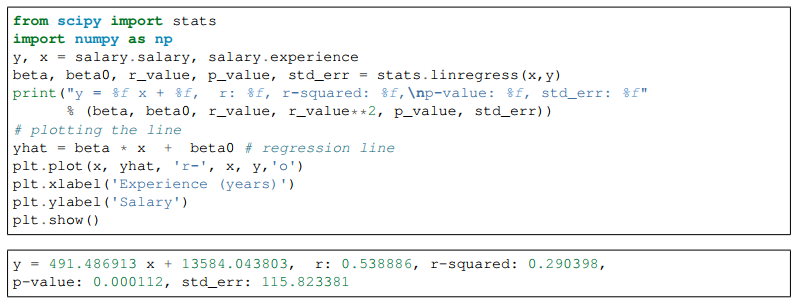 from scipy import stats
import numpy as np
y, x = salary.salary, salary.experience
beta, beta0, r_value, p_value, std_err = stats.linregress(x,y)
print("y = %f x + %f,  r: %f, r-squared: %f,\np-value: %f, std_err: %f"
      % (beta, beta0, r_value, r_value**2, p_value, std_err))
# plotting the line
yhat = beta * x  +  beta0 # regression line
plt.plot(x, yhat, 'r-', x, y,'o')
plt.xlabel('Experience (years)')
plt.ylabel('Salary')
plt.show()
y = 491.486913 x + 13584.043803,  r: 0.538886, r-squared: 0.290398,
p-value: 0.000112, std_err: 115.823381